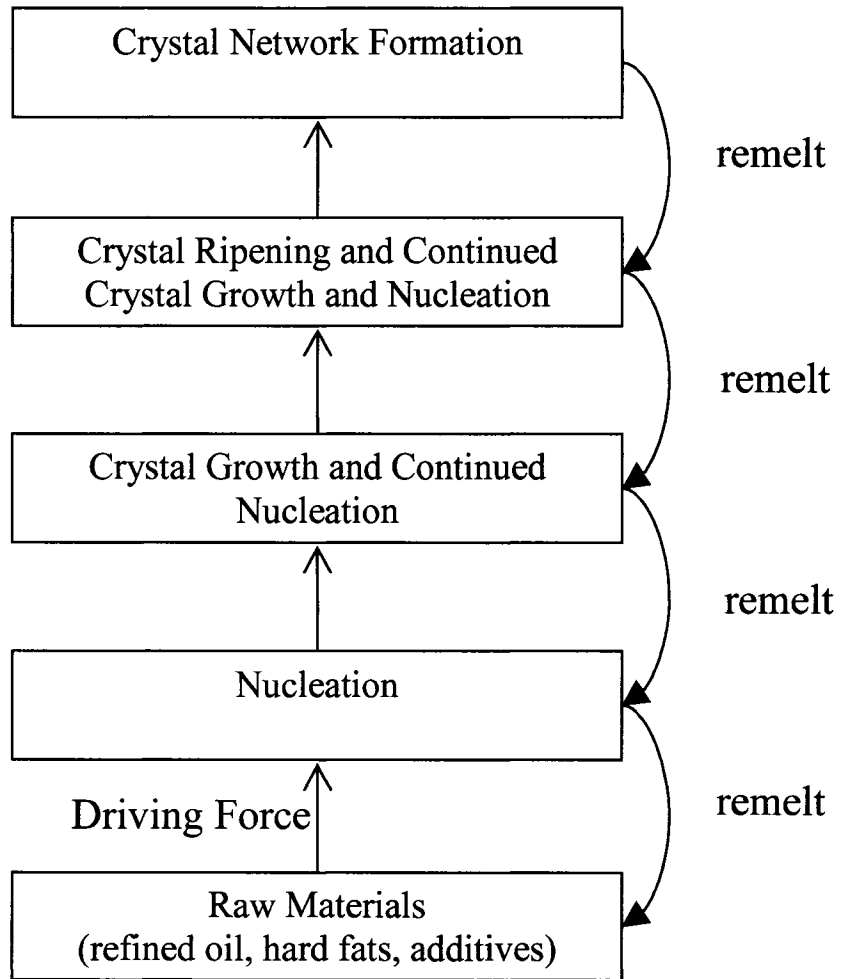 Crystal Network Formation
remelt
Crystal Ripening and Continued
Crystal Growth and Nucleation
remelt
Crystal Growth and Continued
Nucleation
remelt
Nucleation
remelt
Driving Force
Raw Materials
(refined oil, hard fats, additives)